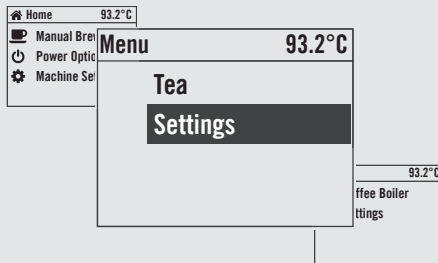 Home 93.2°C
Manual Brew
Power Optio
Machine Set
Menu 93.2°C
Tea
Settings
93.2°C
ffee Boiler
ttings